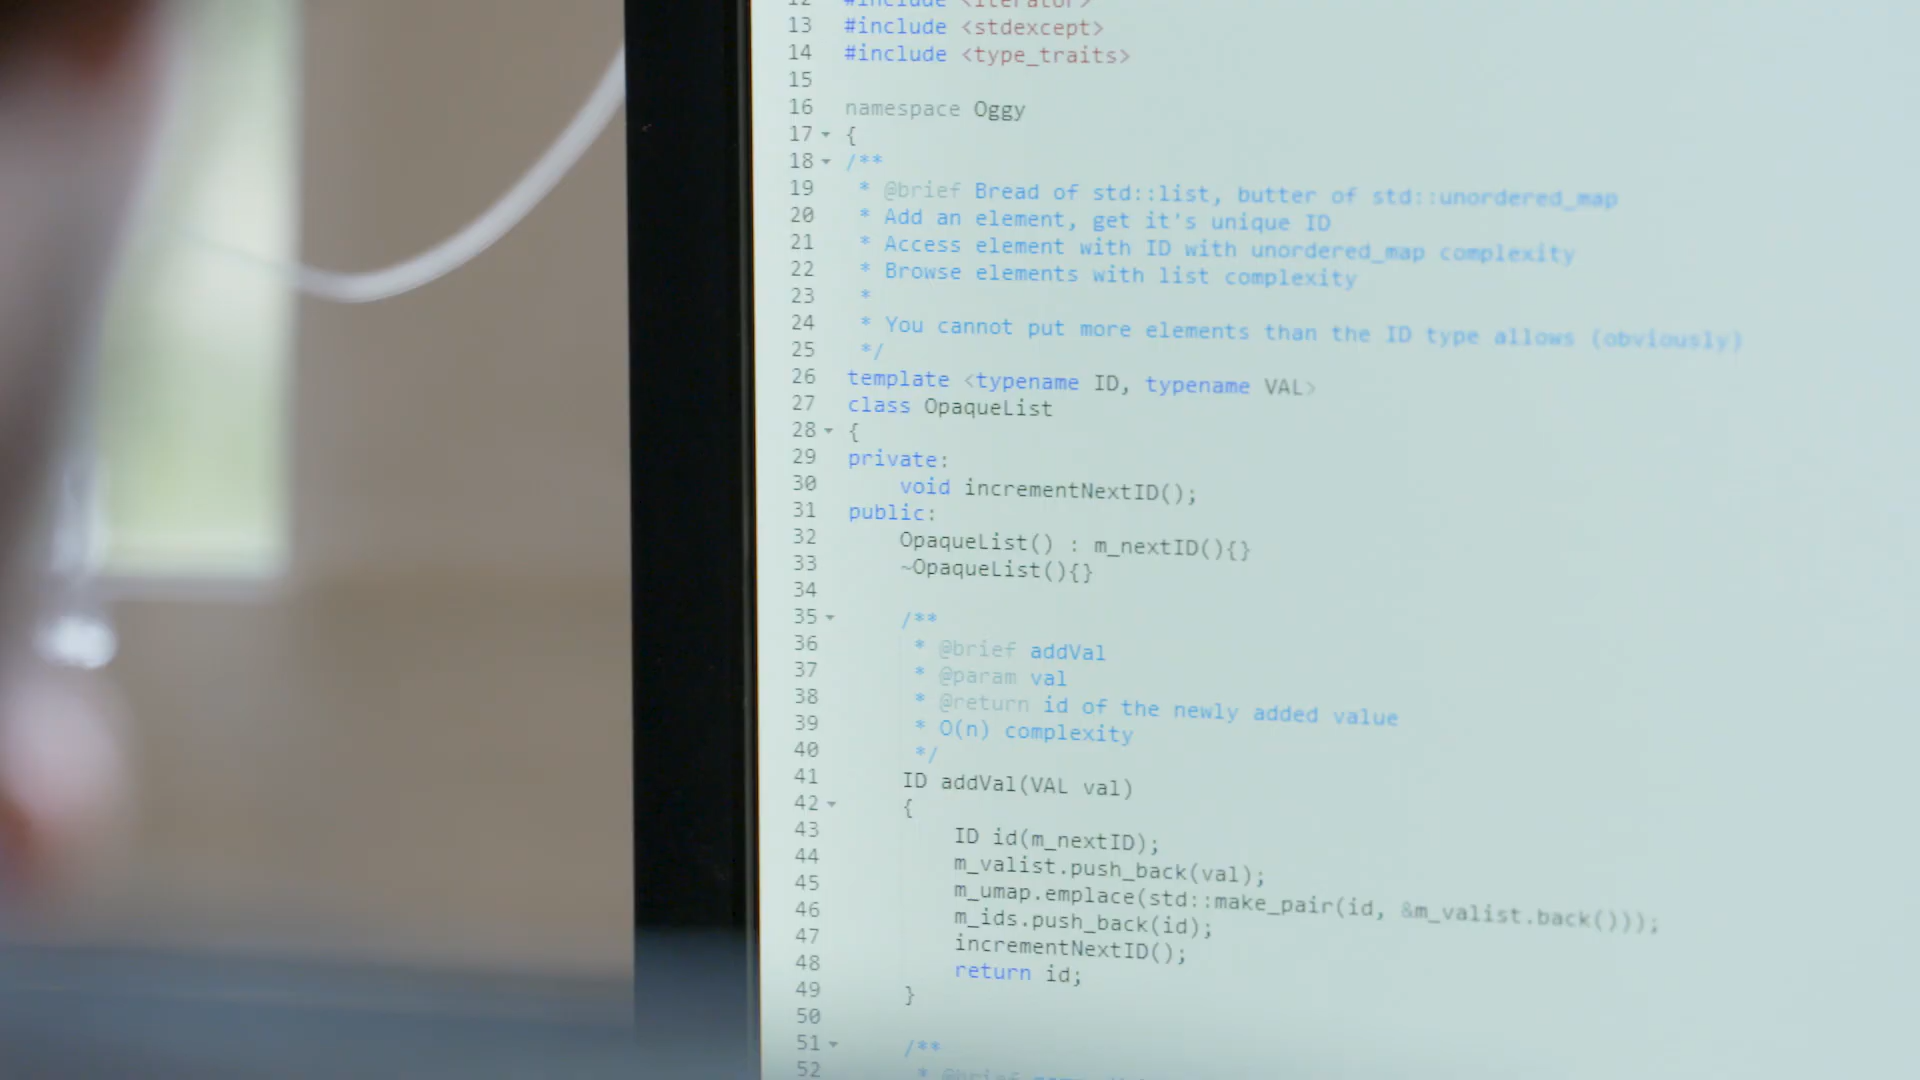 12 #include <iterator>
13 #include <stdexcept>
14 #include <type_traits>
15
16 namespace Oggy
17 {
18 /**
19 * @brief Bread of std::list, butter of std::unordered_map
20 * Add an element, get it's unique ID
21 * Access element with ID with unordered_map complexity
22 * Browse elements with list complexity
23 *
24 * You cannot put more elements than the ID type allows (obviously)
25 */
26 template <typename ID, typename VAL>
27 class OpaqueList
28 {
29 private:
30 void incrementNextID();
31 public:
32 OpaqueList() : m_nextID(){}
33 ~OpaqueList(){}
34
35 /**
36 * @brief addVal
37 * @param val
38 * @return id of the newly added value
39 * O(n) complexity
40 */
41 ID addVal(VAL val)
42 {
43 ID id(m_nextID);
44 m_valist.push_back(val);
45 m_umap.emplace(std::make_pair(id, &m_valist.back()));
46 m_ids.push_back(id);
47 incrementNextID();
48 return id;
49 }
50
51 /**
52 * @brief